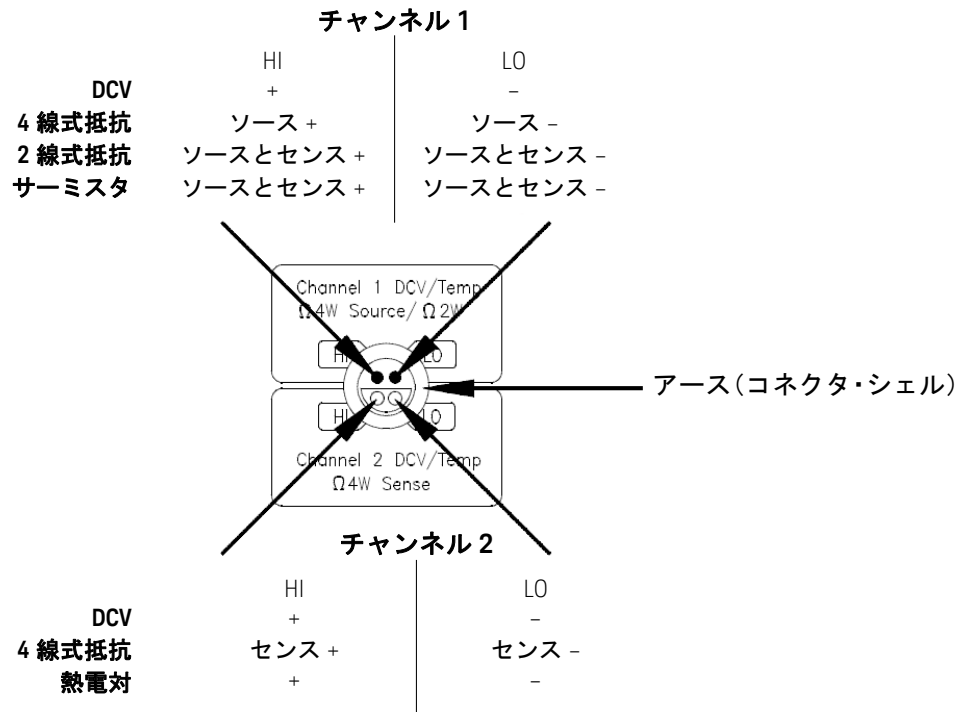 チャンネル 1
HI LO
DCV + –
4 線式抵抗 ソース + ソース –
2 線式抵抗 ソースとセンス + ソースとセンス –
サーミスタ ソースとセンス + ソースとセンス –
Channel 1 DCV/Temp
Ω4W Source/Ω2W
HI LO
アース(コネクタ・シェル)
HI LO
Channel 2 DCV/Temp
Ω4W Sense
チャンネル 2
HI LO
DCV + –
4 線式抵抗 センス + センス –
熱電対 + –